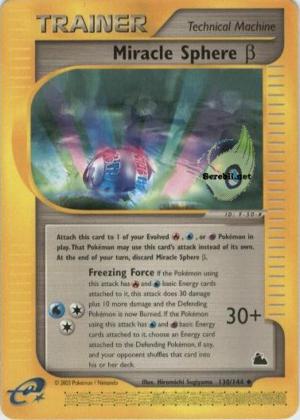 TRAINER
Technical Machine
Miracle Sphere β
Serebii.net
Attach this card to 1 of your Evolved , , or Pokémon in
play. That Pokémon may use this card's attack instead of its own.
At the end of your turn, discard Miracle Sphere β.
Freezing Force If the Pokémon using
this attack has and basic Energy cards
attached to it, this attack does 30 damage
plus 10 more damage and the Defending
Pokémon is now Burned. If the Pokémon
using this attack has and basic Energy
cards attached to it, choose an Energy card
attached to the Defending Pokémon, if any,
and your opponent shuffles that card into
his or her deck.
30+
©2003 Pokémon / Nintendo
Illus. Hiromichi Sugiyama
130/144
e